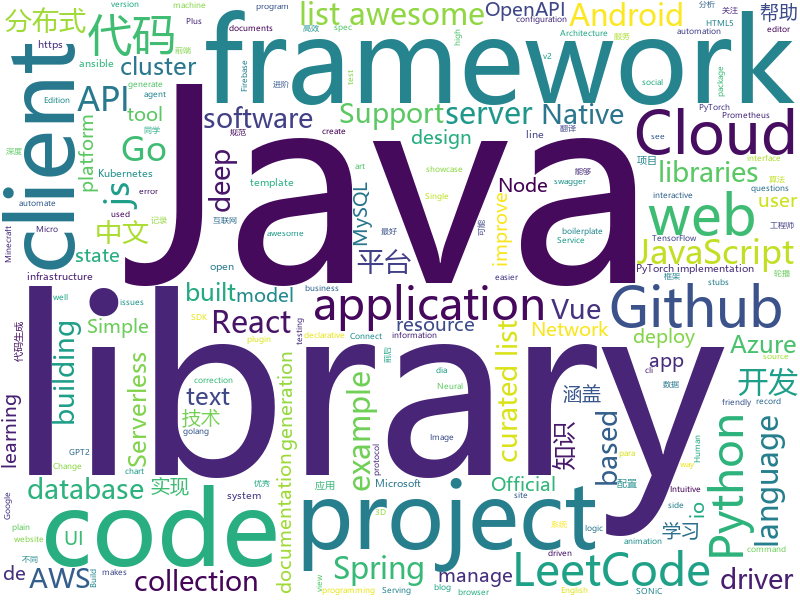 Java
library
framework
code
project
client
代码
Github
web
Cloud
application
API
list awesome
Android
OpenAPI
帮助
分布式
cluster
Support
server
Native
software
tool
Go
design
platform
deep
js
中文
state
built
model
building
React
Simple
Serverless
text
技术
learning
database
实现
UI
de
AWS
collection
documentation
generation
Node
MySQL
平台
resource
curated list
example
Official
Spring
manage
line
improve
Vue
Network
app
based
涵盖
知识
io
学习
LeetCode
driver
language
Python
开发
Azure
deploy
JavaScript
user
libraries
项目
template
infrastructure
Kubernetes
ansible
Firebase
documents
machine
version
Plus
https
前端
generate
agent
Edition
进阶
高效
spec
high
test
program
configuration
Architecture
v2
HTML5
automation
服务
分析
关注
editor
social
package
PyTorch
Prometheus
深度
同学
规范
互联网
记录
cli
create
used
error
automate
Minecraft
Micro
open
art
awesome
showcase
Single
interactive
questions
see
swagger
翻译
能够
interface
算法
boilerplate
Service
最好
可
browser
PyTorch implementation
TensorFlow
框架
轮播
工程师
stubs
business
easier
Google
代码生成
issues
well
SDK
testing
plugin
declarative
Connect
information
前后
view
website
Build
Change
GPT2
correction
golang
chart
system
Neural
protocol
Image
配置
应用
优秀
plain
site
Microsoft
dia
animation
driven
3D
blog
programming
Serving
side
makes
不同
logic
English
系统
SONiC
command
way
para
Human
数据
friendly
record
Intuitive
source